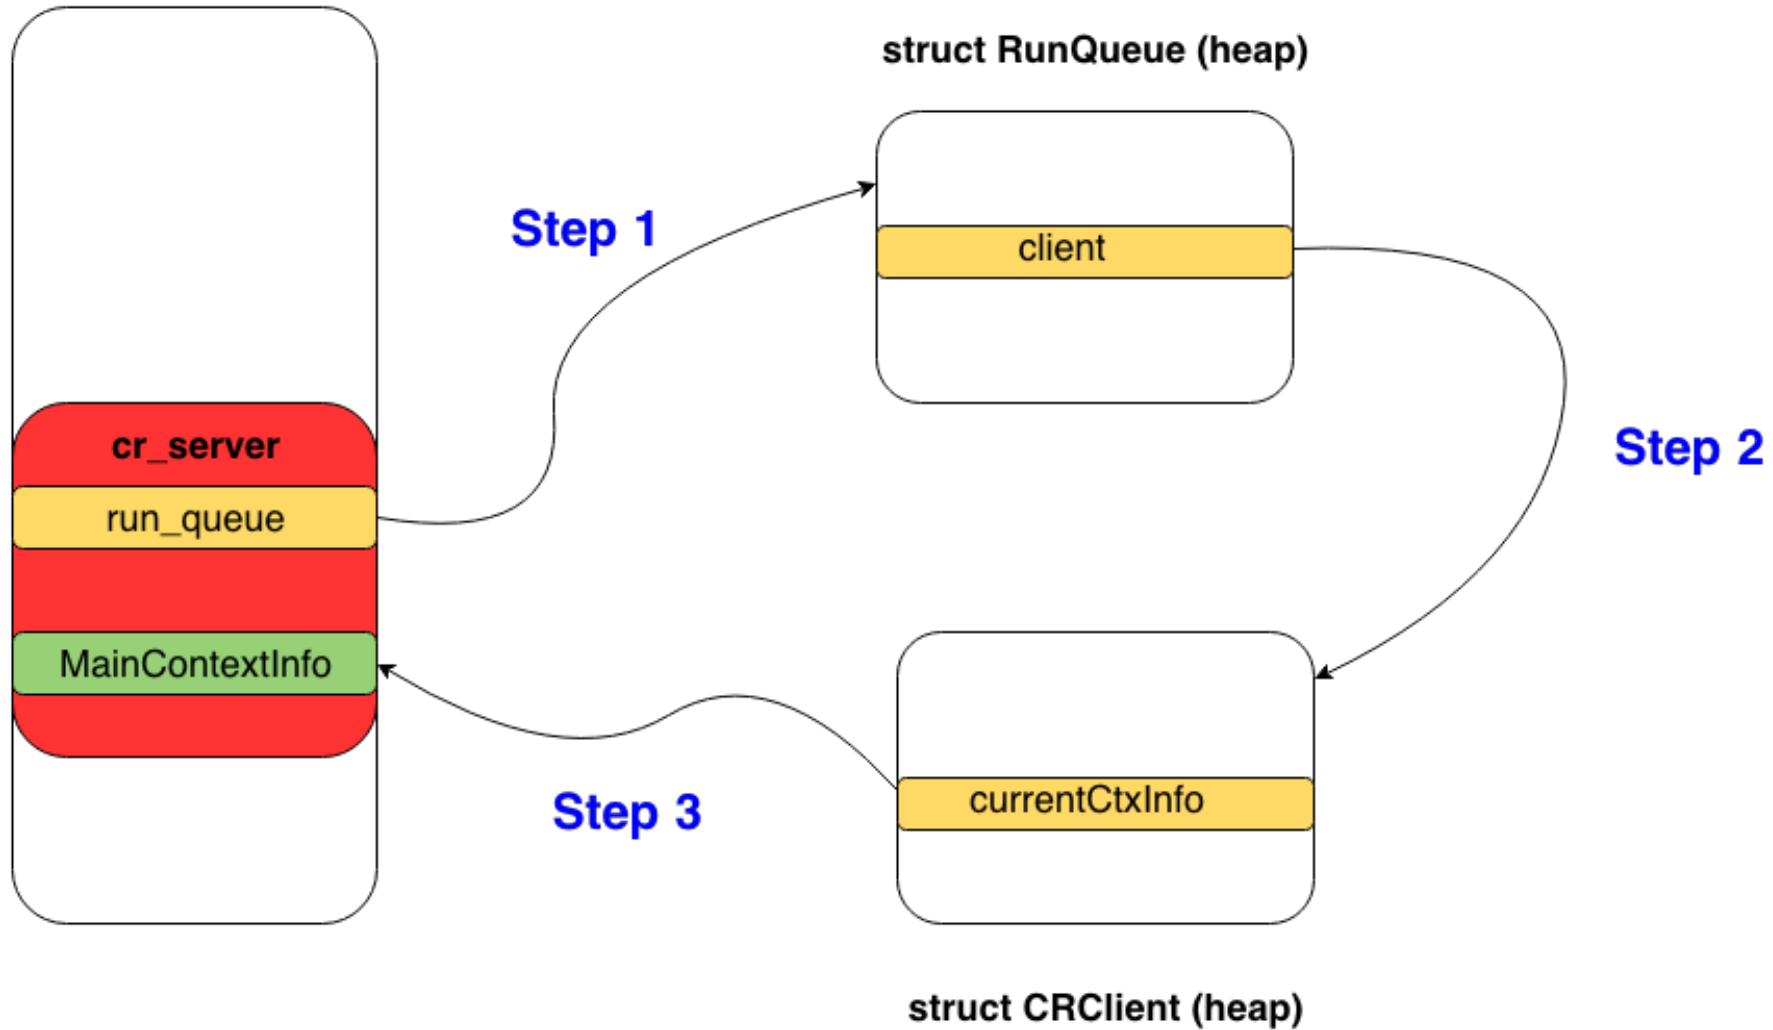 struct RunQueue (heap)
Step 1
client
cr_server
Step 2
run_queue
MainContextInfo
currentCtxInfo
Step 3
struct CRClient (heap)